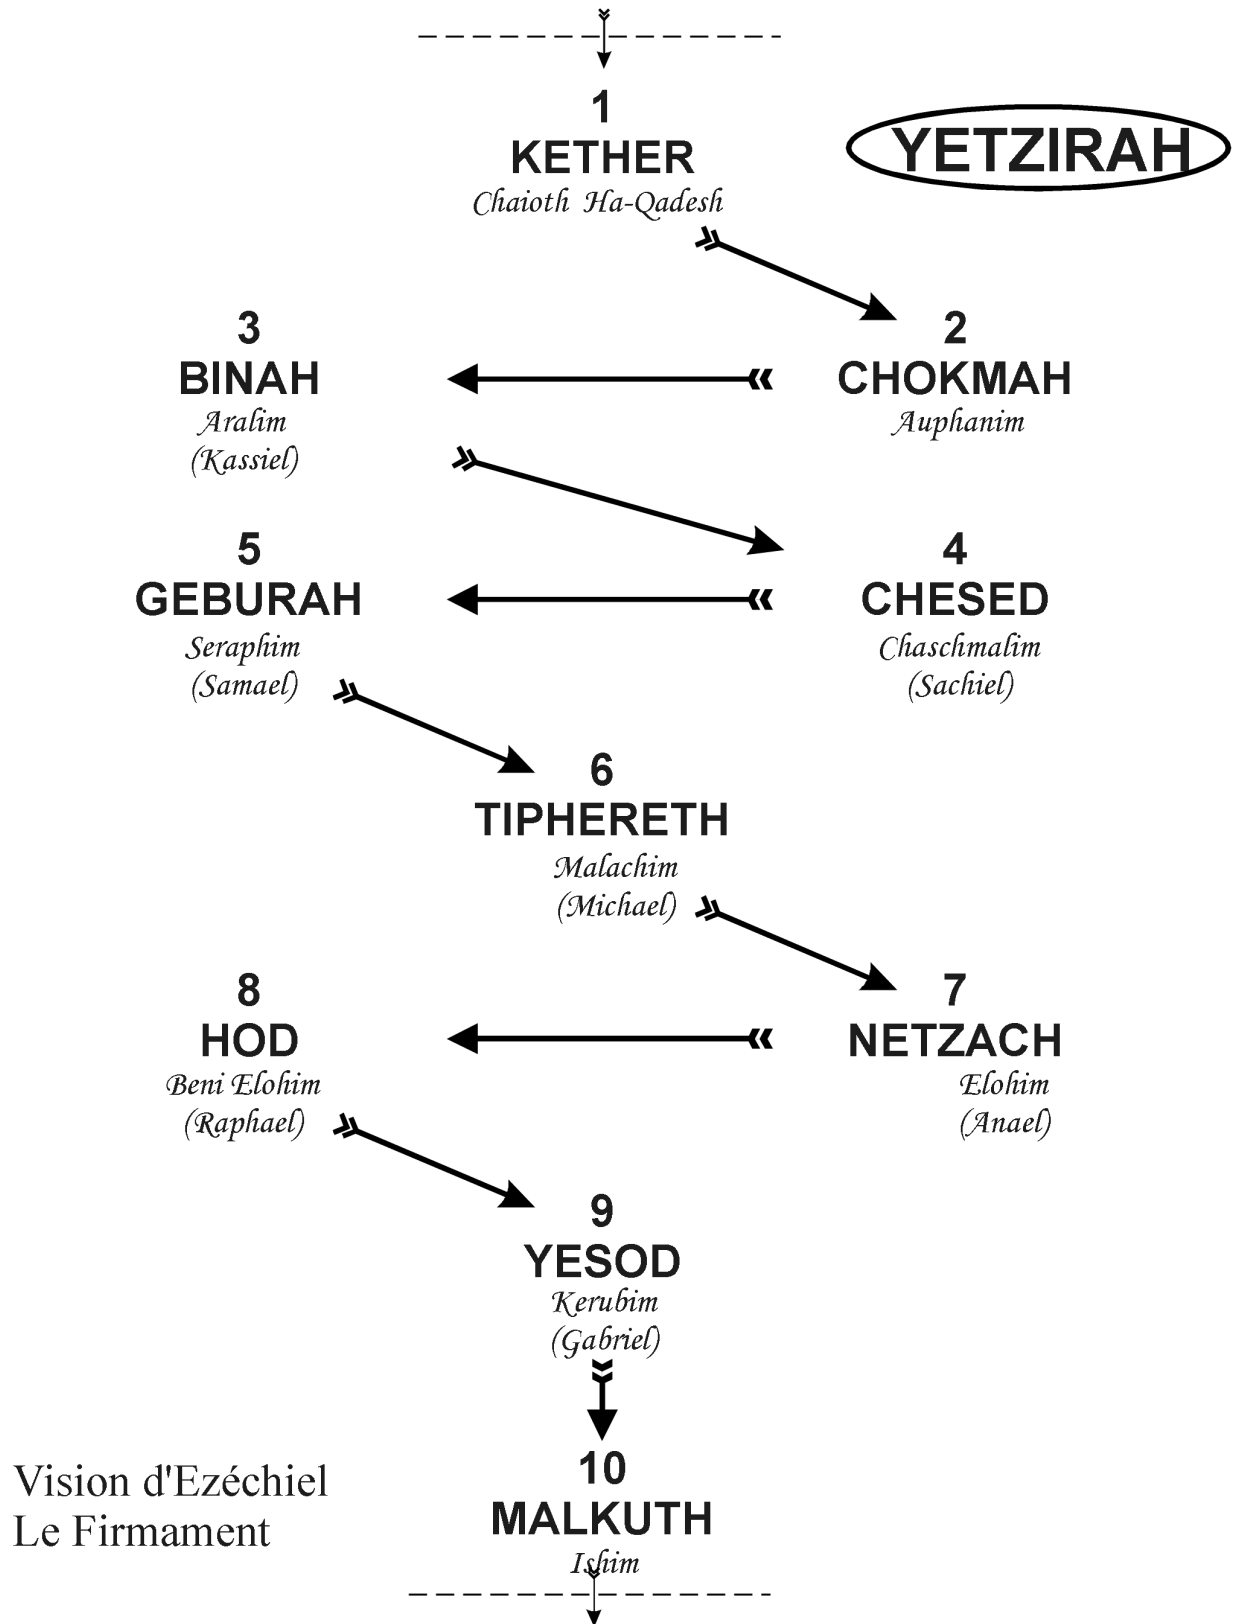 1
KETHER
Chaioth Ha-Qadesh
YETZIRAH
3
BINAH
Aralim
(Kassiel)
2
CHOKMAH
Auphanim
5
GEBURAH
Seraphim
(Samael)
4
CHESED
Chaschmalim
(Sachiel)
6
TIPHERETH
Malachim
(Michael)
8
HOD
Beni Elohim
(Raphael)
7
NETZACH
Elohim
(Anael)
9
YESOD
Kerubim
(Gabriel)
10
MALKUTH
Ishim
Vision d'Ezéchiel
Le Firmament